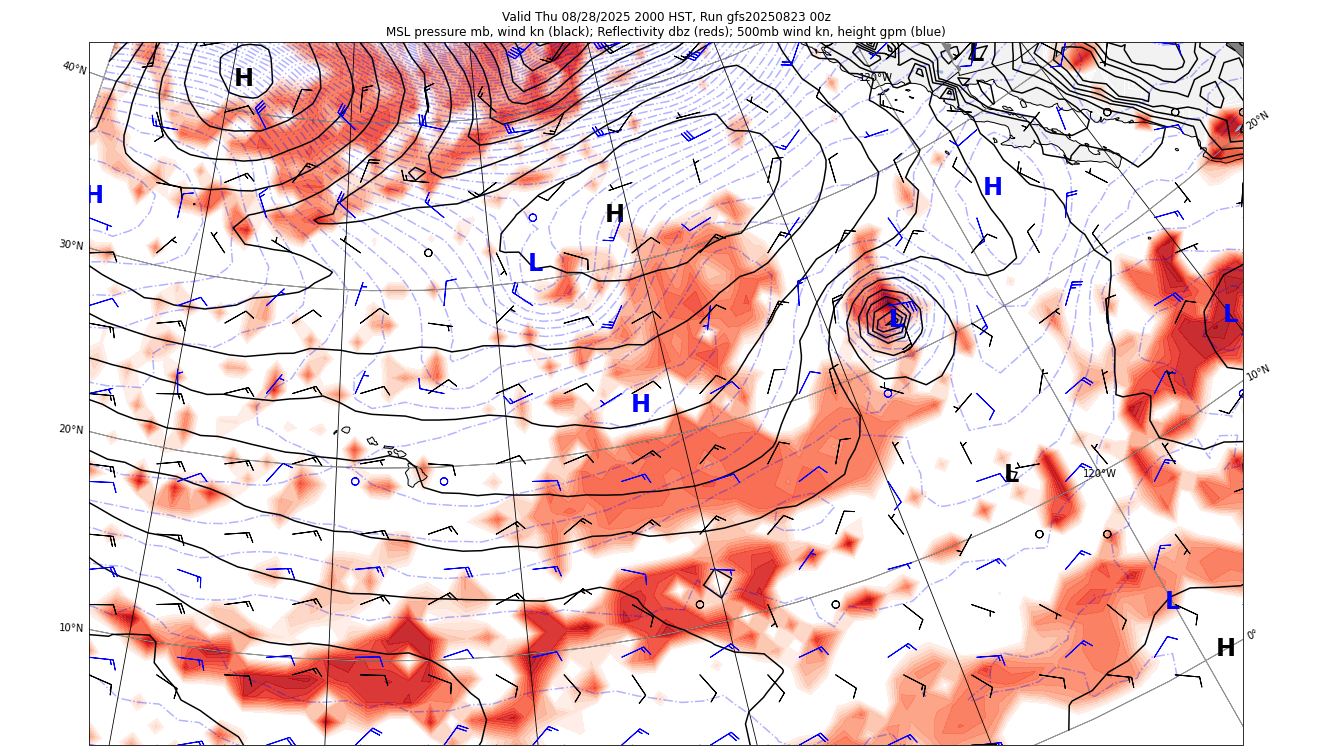 Valid Thu 08/28/2025 2000 HST, Run gfs20250823 00z
MSL pressure mb, wind kn (black); Reflectivity dbz (reds); 500mb wind kn, height gpm (blue)
L
120°W
40°N
H
20°N
H
H
H
30°N
L
L
L
10°N
H
20°N
L
120°W
L
10°N
0°
H